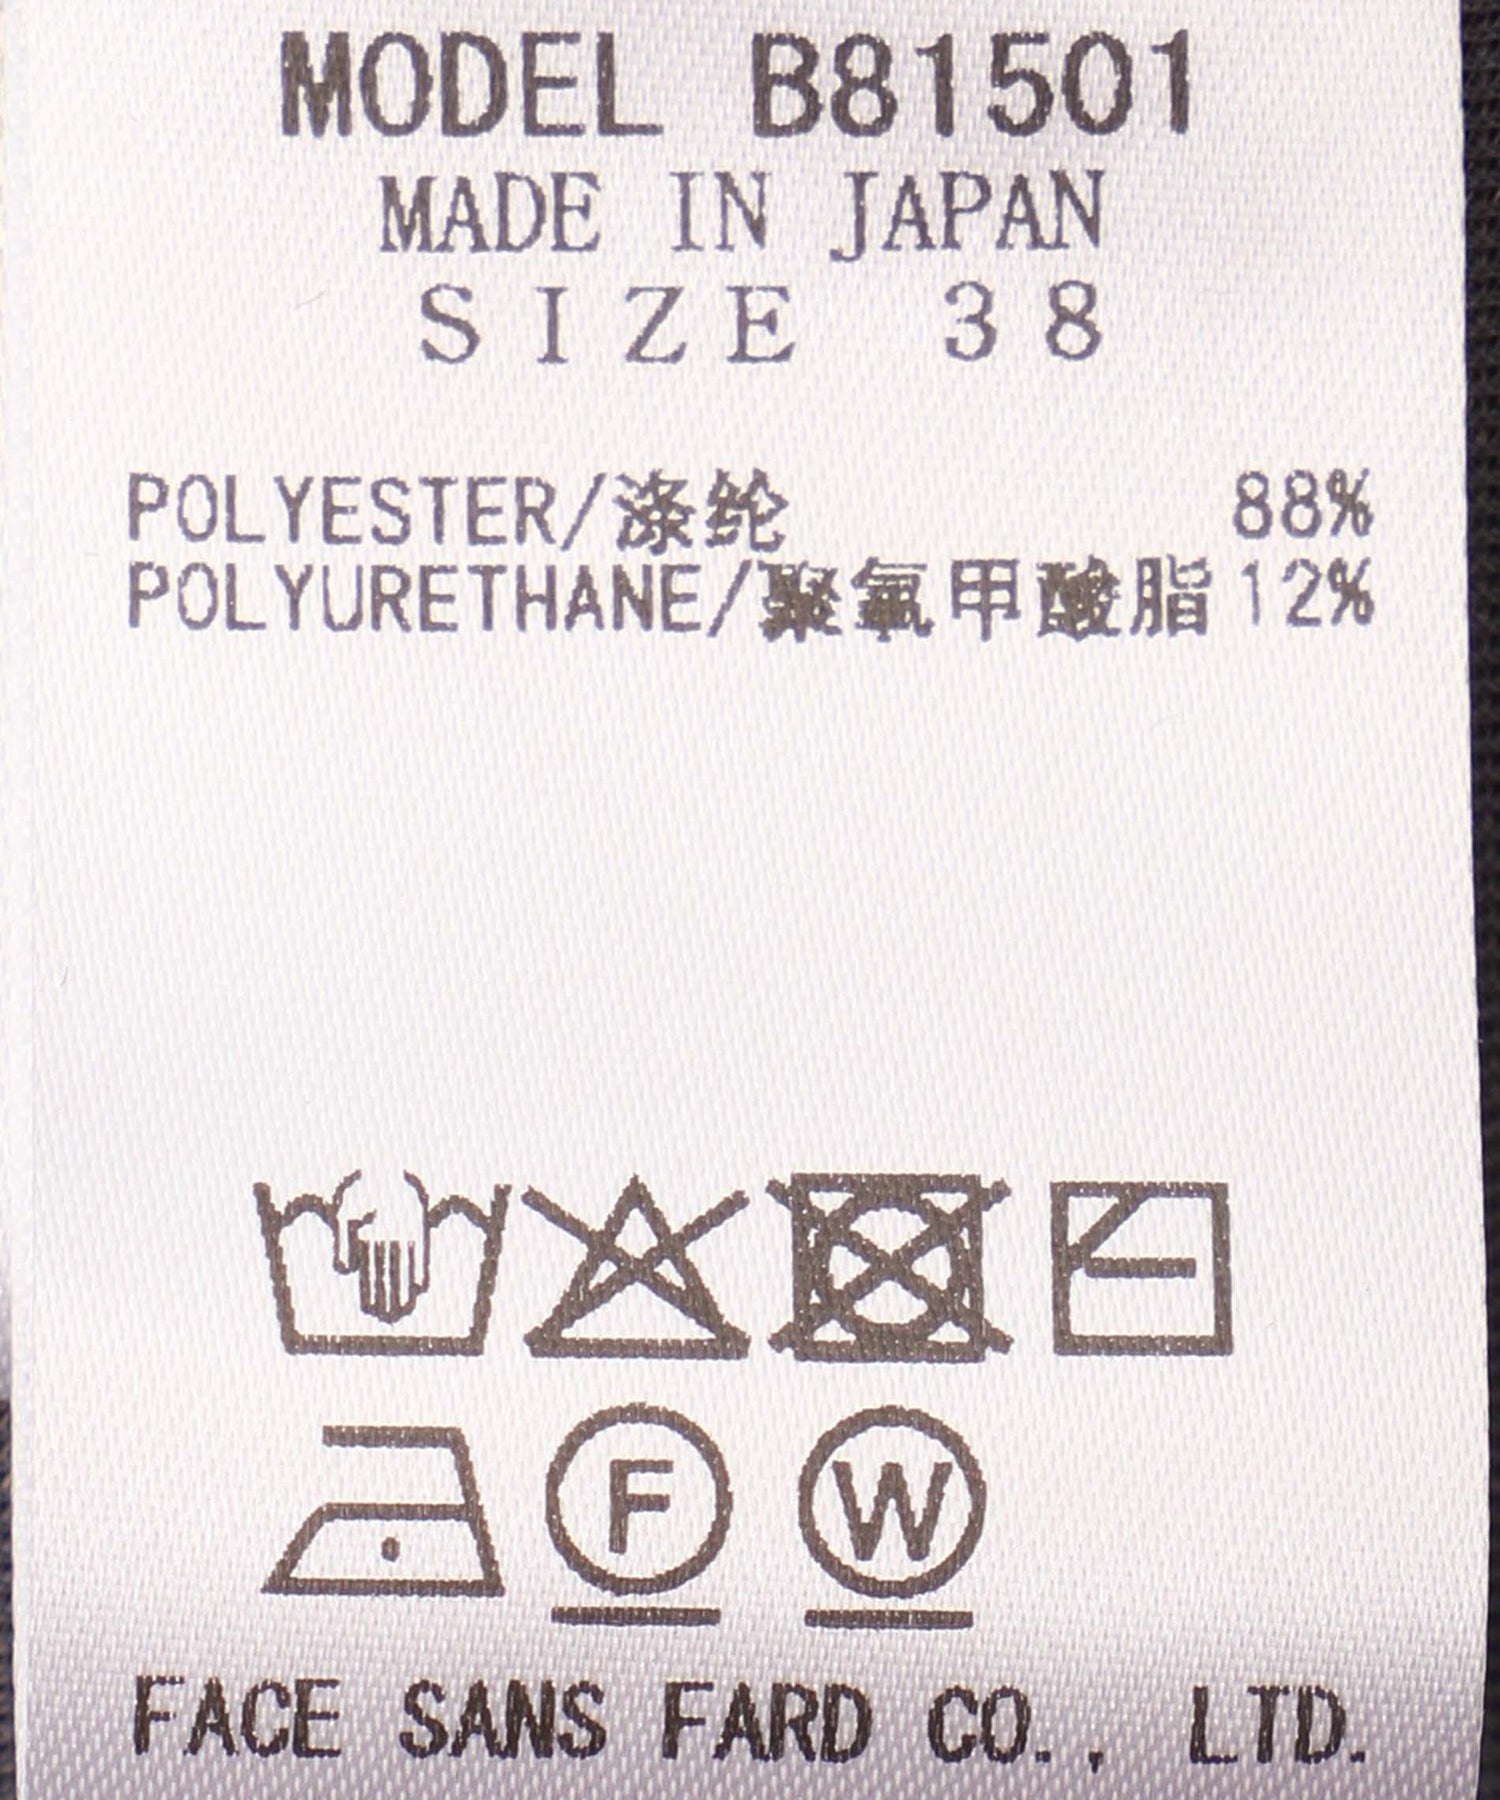 MODEL B81501
MADE IN JAPAN
SIZE 38
POLYESTER/涤纶 88%
POLYURETHANE/聚氨甲酸脂 12%
F W
FACE SANS FARD CO., LTD.